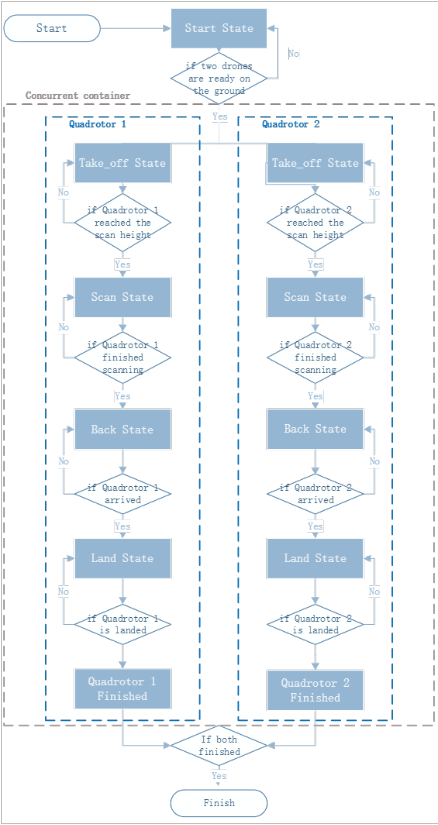 Start
Start State
No
if two drones
are ready on
the ground
Concurrent container
Yes
Quadrotor 1
Take_off State
No
if Quadrotor 1
reached the
scan height
Yes
Scan State
No
if Quadrotor 1
finished
scanning
Yes
Back State
No
if Quadrotor 1
arrived
Yes
Land State
No
if Quadrotor 1
is landed
Quadrotor 1
Finished
Quadrotor 2
Take_off State
No
if Quadrotor 2
reached the
scan height
Yes
Scan State
No
if Quadrotor 2
finished
scanning
Yes
Back State
No
if Quadrotor 2
arrived
Yes
Land State
No
if Quadrotor 2
is landed
Quadrotor 2
Finished
If both
finished
Yes
Finish